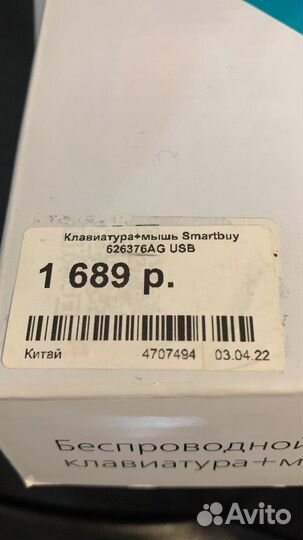 Клавиатура+мышь Smartbuy
626376AG USB
1 689 р.
Китай 4707494 03.04.22
Беспроводной
клавиатура+м
Avito